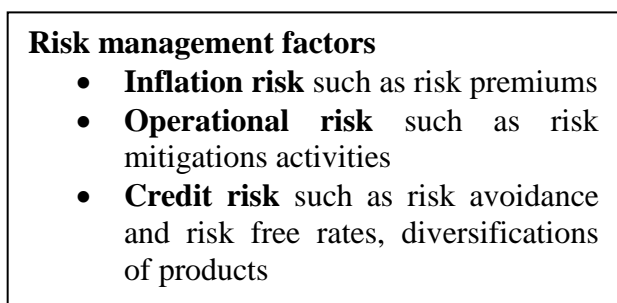 Risk management factors
• Inflation risk such as risk premiums
• Operational risk such as risk
mitigations activities
• Credit risk such as risk avoidance
and risk free rates, diversifications
of products